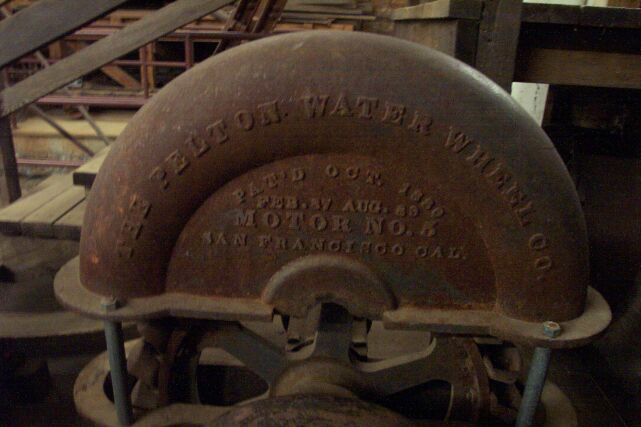 THE PELTON WATER WHEEL CO.
PAT'D OCT. 1880
FEB. 27 AUG. 89
MOTOR NO. 5
SAN FRANCISCO CAL.